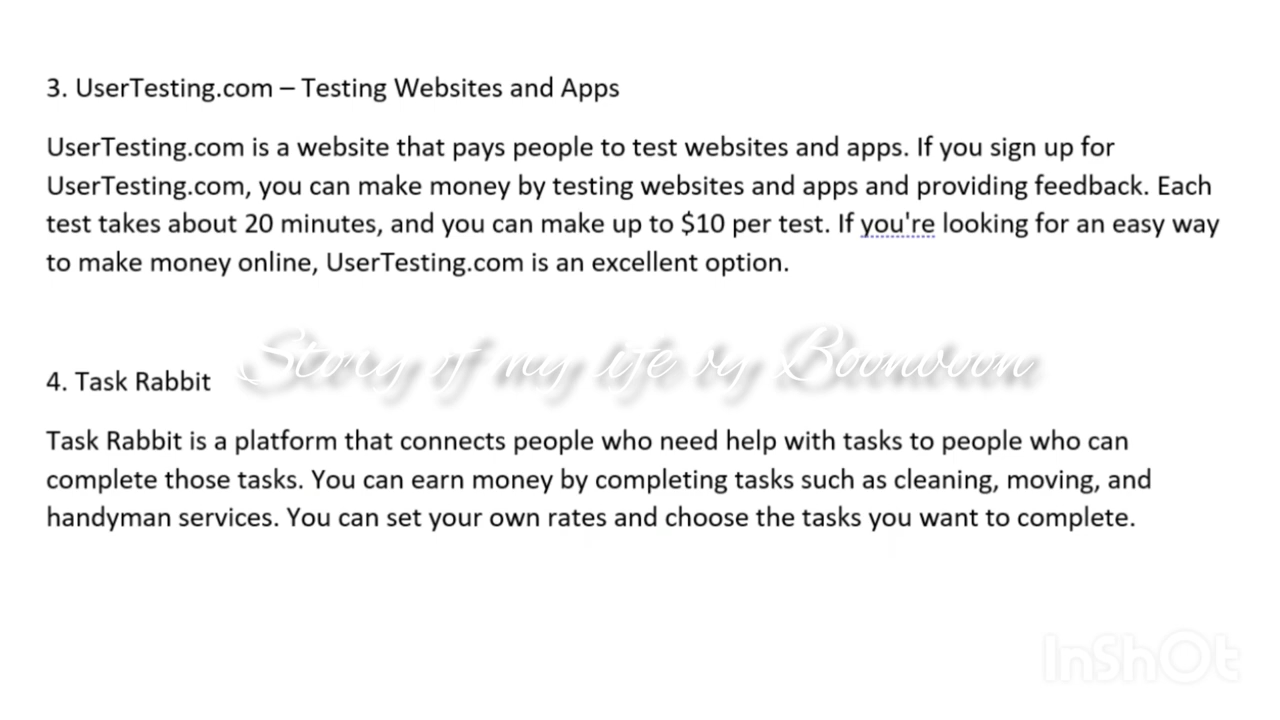 3. UserTesting.com – Testing Websites and Apps
UserTesting.com is a website that pays people to test websites and apps. If you sign up for
UserTesting.com, you can make money by testing websites and apps and providing feedback. Each
test takes about 20 minutes, and you can make up to $10 per test. If you're looking for an easy way
to make money online, UserTesting.com is an excellent option.
Story of my life by Boonboon
4. Task Rabbit
Task Rabbit is a platform that connects people who need help with tasks to people who can
complete those tasks. You can earn money by completing tasks such as cleaning, moving, and
handyman services. You can set your own rates and choose the tasks you want to complete.
InShOt